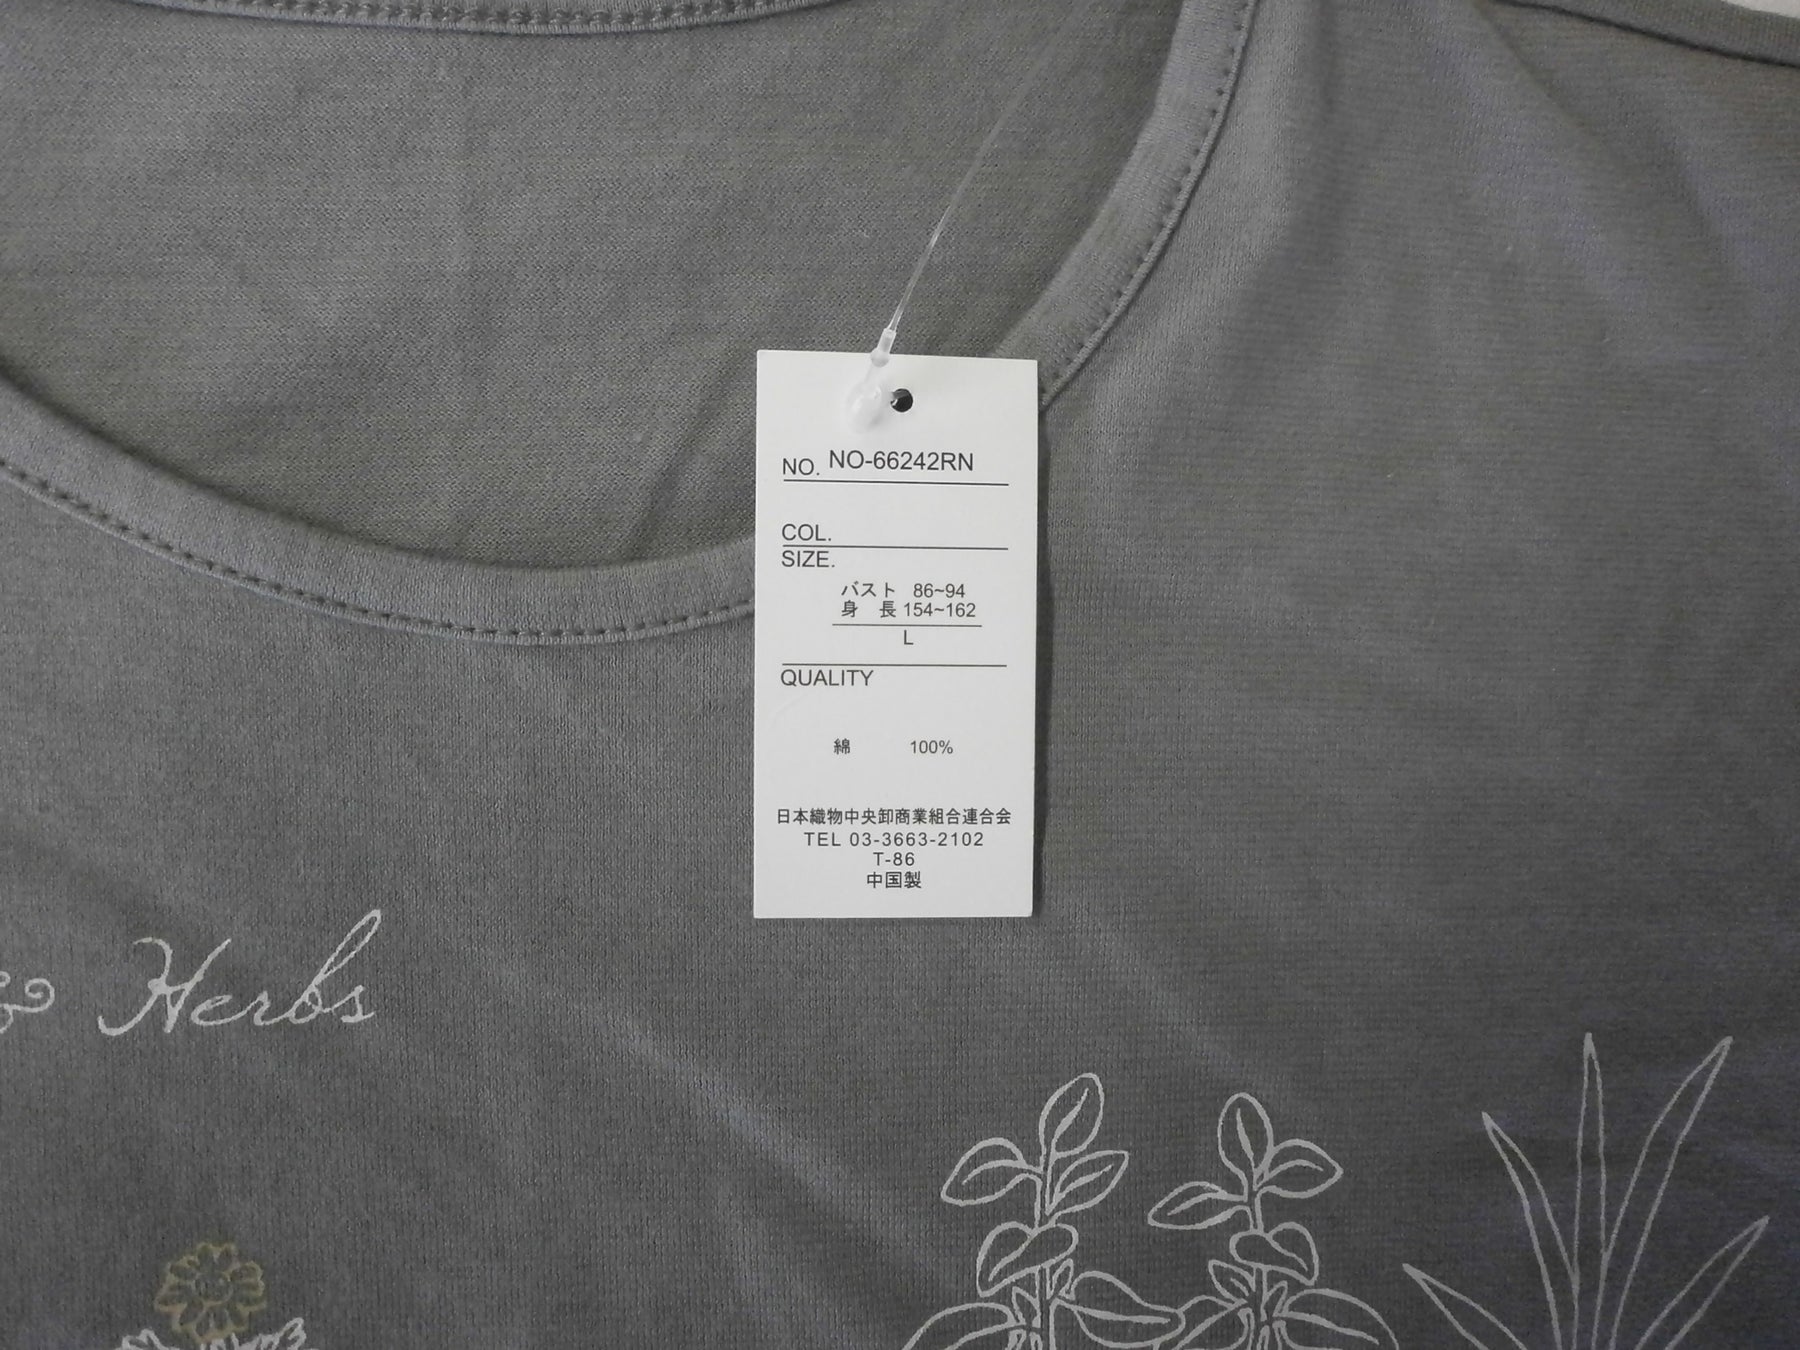 NO. NO-66242RN
COL.
SIZE.
バスト 86~94
身 長 154~162
L
QUALITY
綿 100%
日本織物中央卸商業組合連合会
TEL 03-3663-2102
T-86
中国製
& Herbs